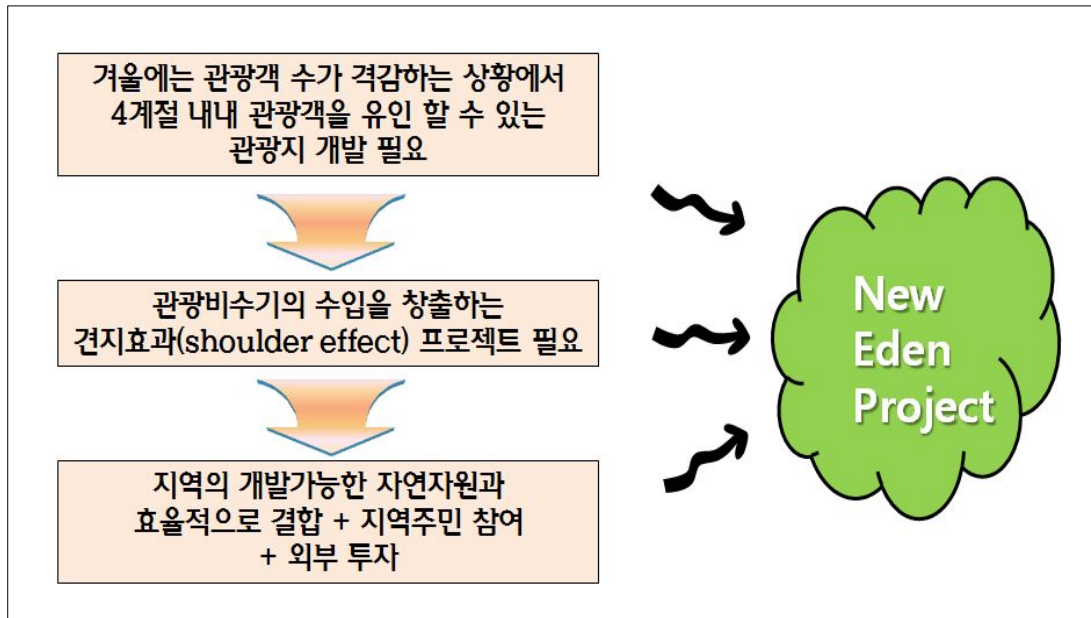 겨울에는 관광객 수가 격감하는 상황에서
4계절 내내 관광객을 유인 할 수 있는
관광지 개발 필요
관광비수기의 수입을 창출하는
견지효과(shoulder effect) 프로젝트 필요
지역의 개발가능한 자연자원과
효율적으로 결합 + 지역주민 참여
+ 외부 투자
New
Eden
Project